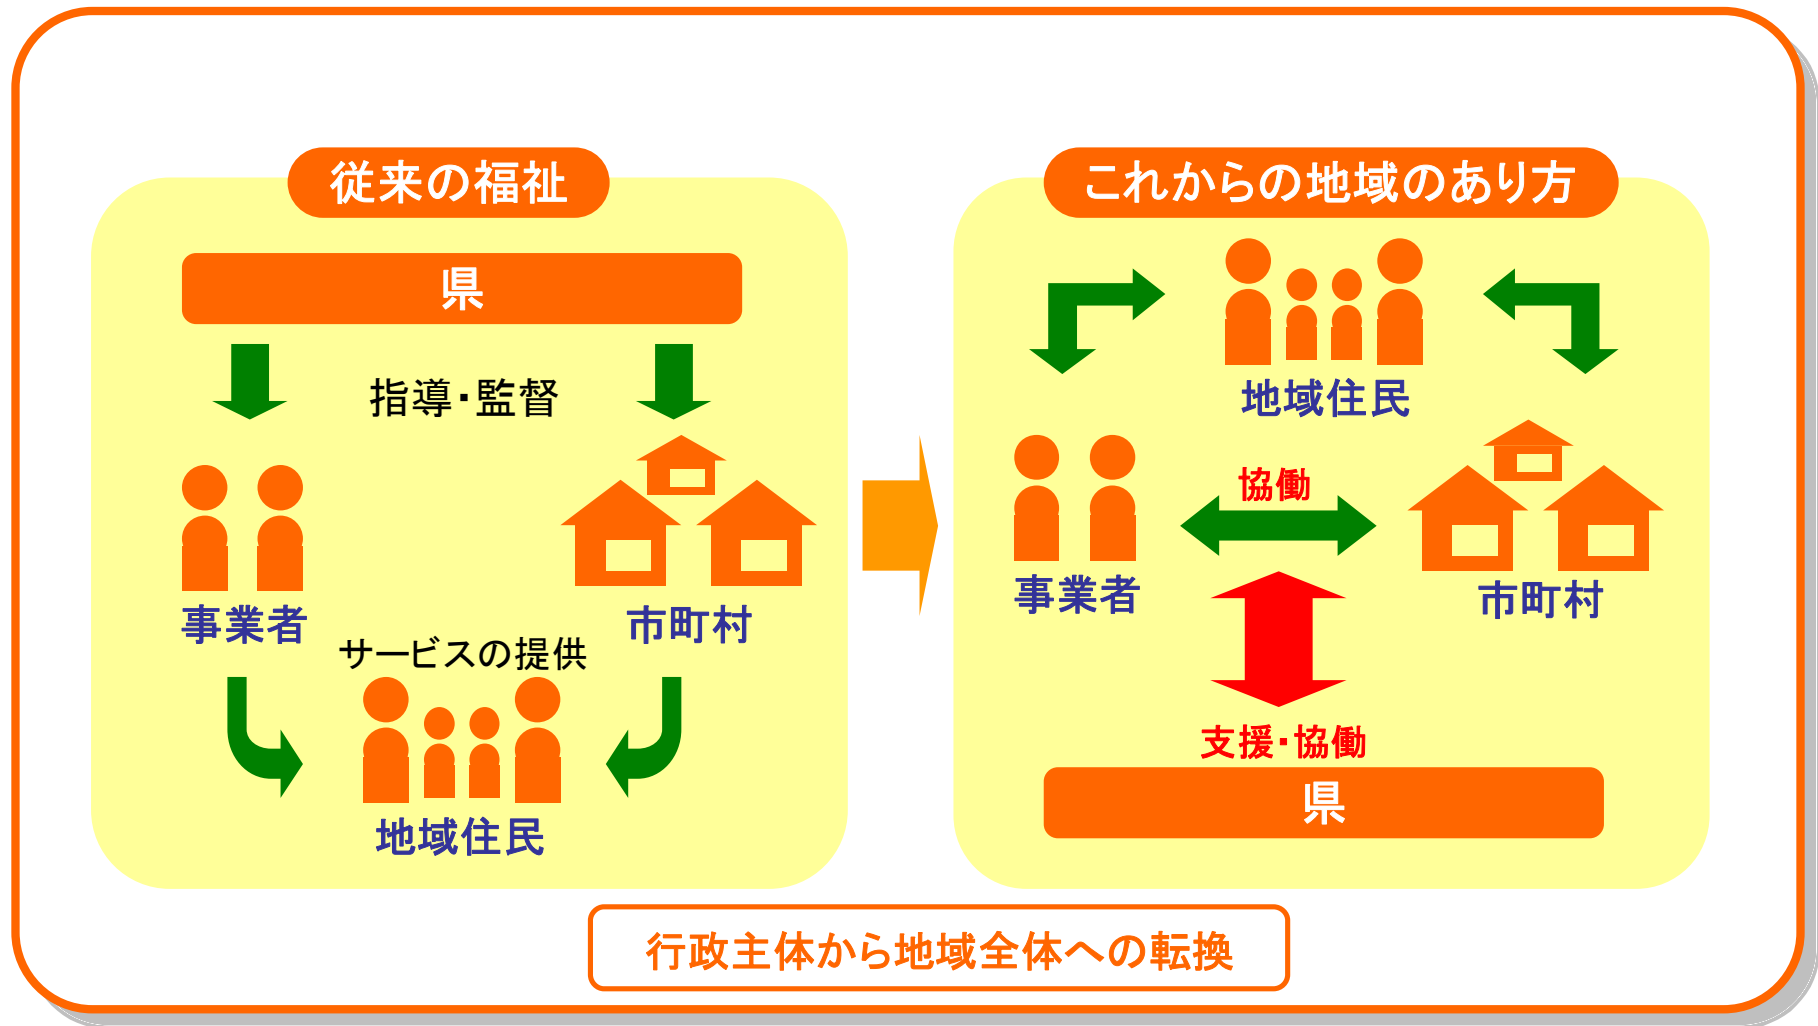 従来の福祉
県
指導・監督
事業者
市町村
サービスの提供
地域住民
これからの地域のあり方
地域住民
協働
事業者
市町村
支援・協働
県
行政主体から地域全体への転換